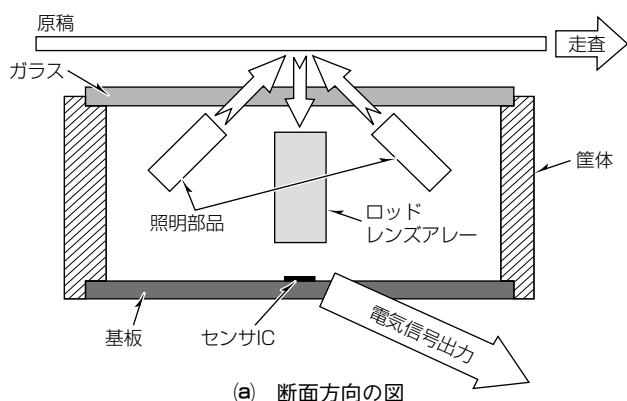 原稿
走査
ガラス
筐体
照明部品
ロッド
レンズアレー
基板
センサIC
電気信号出力
(a) 断面方向の図